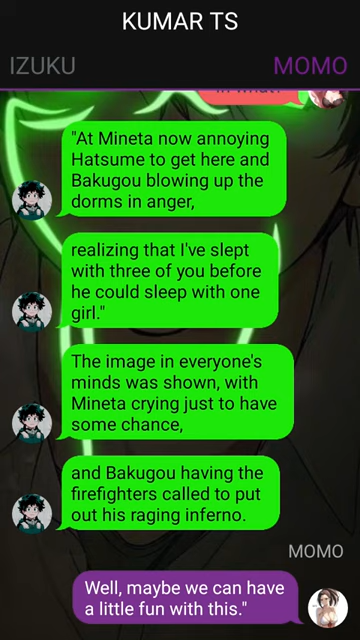 KUMAR TS
IZUKU
MOMO
in what?
"At Mineta now annoying
Hatsume to get here and
Bakugou blowing up the
dorms in anger,
realizing that I've slept
with three of you before
he could sleep with one
girl."
The image in everyone's
minds was shown, with
Mineta crying just to have
some chance,
and Bakugou having the
firefighters called to put
out his raging inferno.
MOMO
Well, maybe we can have
a little fun with this."